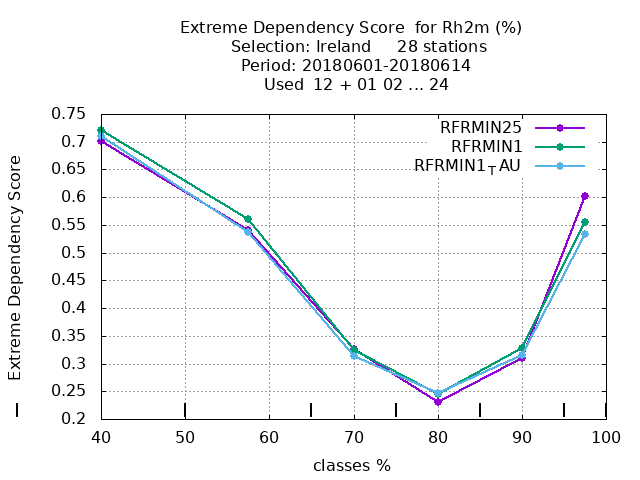 Extreme Dependency Score  for Rh2m (%)
Selection: Ireland     28 stations
Period: 20180601-20180614
Used  12 + 01 02 ... 24
RFRMIN25
RFRMIN1
RFRMIN1TAU
Extreme Dependency Score
0.75
0.7
0.65
0.6
0.55
0.5
0.45
0.4
0.35
0.3
0.25
0.2
40 50 60 70 80 90 100
classes %